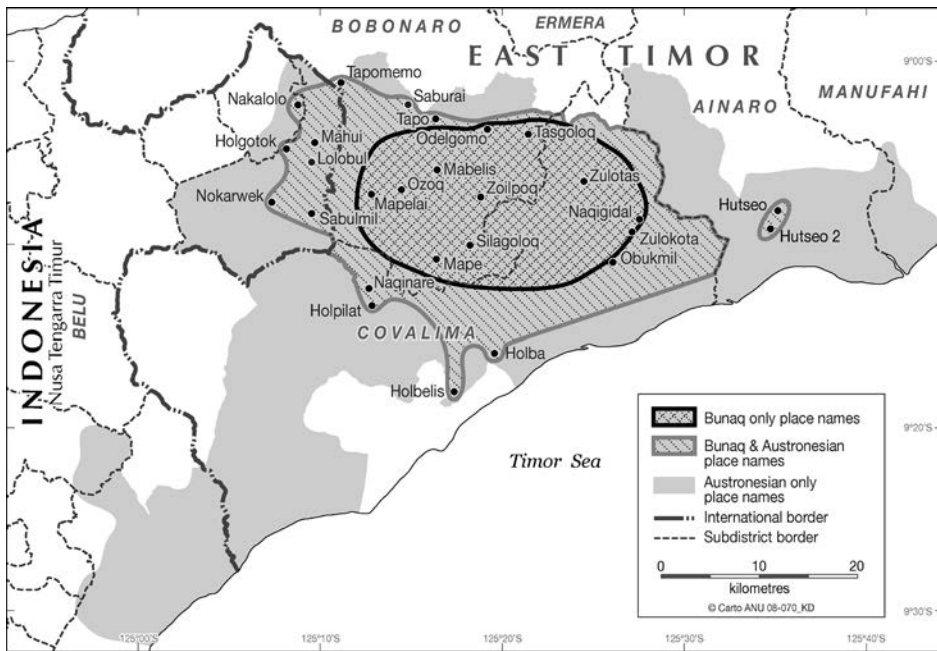 BOBONARO
ERMERA
EAST TIMOR
9°00'S
Tapomemo
AINARO
MANUFAHI
Nakalolo
Saburai
Tapo
Odelgomo
Tasgoloq
Holgotok
Mahui
Lolobul
Mabelis
Zulotas
Ozoq
Zoilpoq
Nokarwek
Mapelai
Hutseo
Sabulmil
Naqigidal
Hutseo 2
Zulokota
Silagoloq
Obukmil
Mape
INDONESIA
Nusa Tengarra Timur
BELU
Naqinare
Holpilat
COVALIMA
Holba
Holbelis
Bunaq only place names
Bunaq & Austronesian
place names
Austronesian only
place names
International border
Subdistrict border
0 10 20
kilometres
© Carto ANU 08-070_KD
Timor Sea
9°20'S
9°30'S
125°00'S
125°10'S
125°20'S
125°30'S
125°40'S